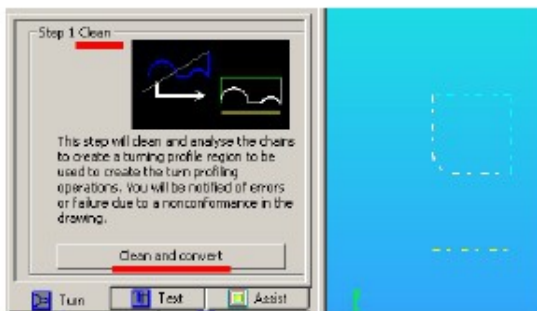 Step 1 Clean
This step will clean and analyse the chains
to create a turning profile region to be
used to create the turn profiling
operations. You will be notified of errors
or failure due to a nonconformance in the
drawing.
Clean and convert
Turn
Text
Assist